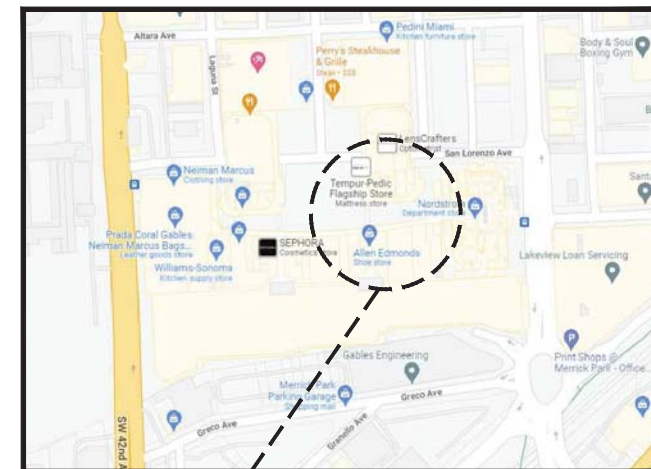 Pedini Miami
Kitchen furniture store
Altara Ave
Body & Soul
Boxing Gym
Perry's Steakhouse
& Grille
Steak • $$$
Laguna St
LensCrafters
San Lorenzo Ave
Neiman Marcus
Clothing store
Tempur-Pedic
Flagship Store
Mattress store
Santa
Nordstrom
Department store
Prada Coral Gables
Neiman Marcus Bags...
Leather goods store
SEPHORA
Cosmetics store
Allen Edmonds
Shoe store
Williams-Sonoma
Kitchen supply store
Lakeview Loan Servicing
Gables Engineering
Print Shops @
Merrick Park - Office...
Merrick Park
Parking Garage
Shopping mall
Greco Ave
Greco Ave
Granello Ave
SW 42nd A